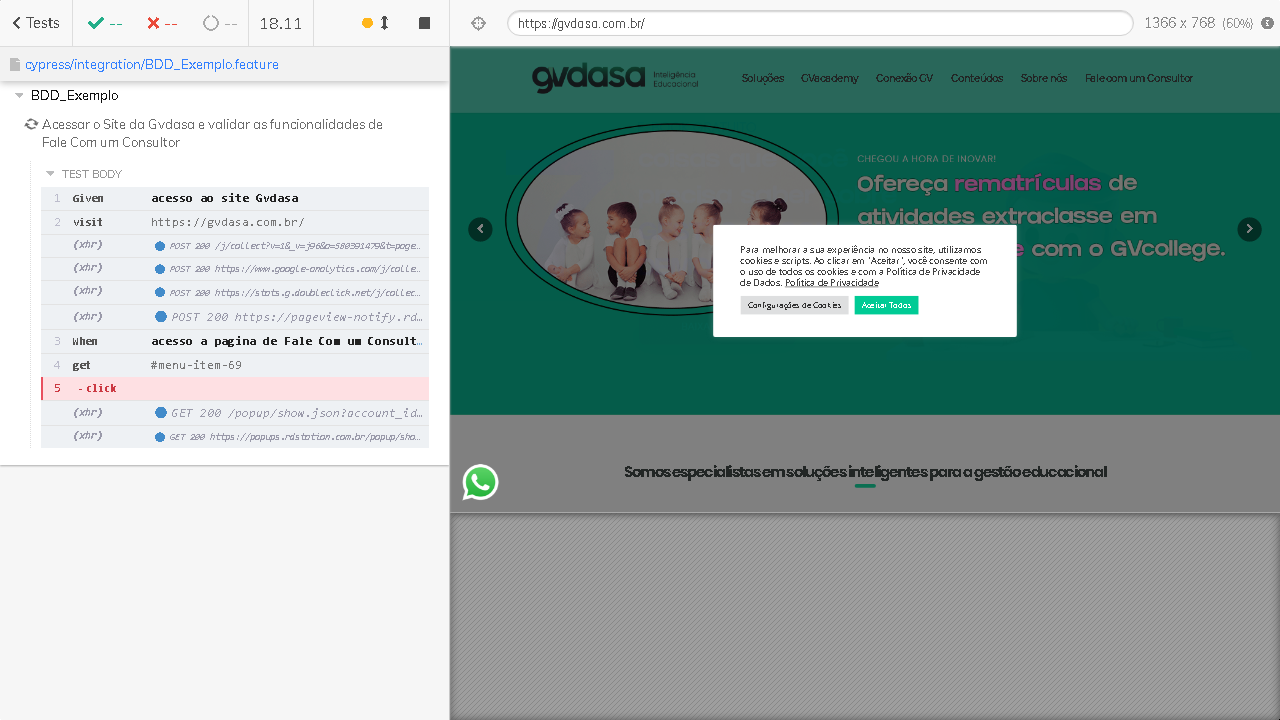 Tests
--
--
--
18.11
https://gvdasa.com.br/
1366 x 768 (60%)
cypress/integration/BDD_Exemplo.feature
BDD_Exemplo
Acessar o Site da Gvdasa e validar as funcionalidades de
Fale Com um Consultor
TEST BODY
1 Given acesso ao site Gvdasa
2 visit https://gvdasa.com.br/
(xhr) POST 200 /j/collect?v=1&_v=j96&a=580391479&t=page…
(xhr) POST 200 https://www.google-analytics.com/j/colle…
(xhr) POST 200 https://stats.g.doubleclick.net/j/collec…
(xhr) https://pageview-notify.rd…
3 When acesso a pagina de Fale Com um Consult…
4 get #menu-item-69
5 -click
(xhr) GET 200 /popup/show.json?account_id…
(xhr) GET 200 https://popups.rdstation.com.br/popup/sho…
gvdasa Inteligência
Educacional
Soluções GVacademy Conexão GV Conteúdos Sobre nós Fale com um Consultor
CHEGOU A HORA DE INOVAR!
Ofereça rematrículas de
atividades extraclasse em
e com o GVcollege.
Para melhorar a sua experiência no nosso site, utilizamos
cookies e scripts. Ao clicar em "Aceitar", você consente com
o uso de todos os cookies e com a Política de Privacidade
de Dados. Política de Privacidade
Configurações de Cookies Aceitar Todos
Somos especialistas em soluções inteligentes para a gestão educacional